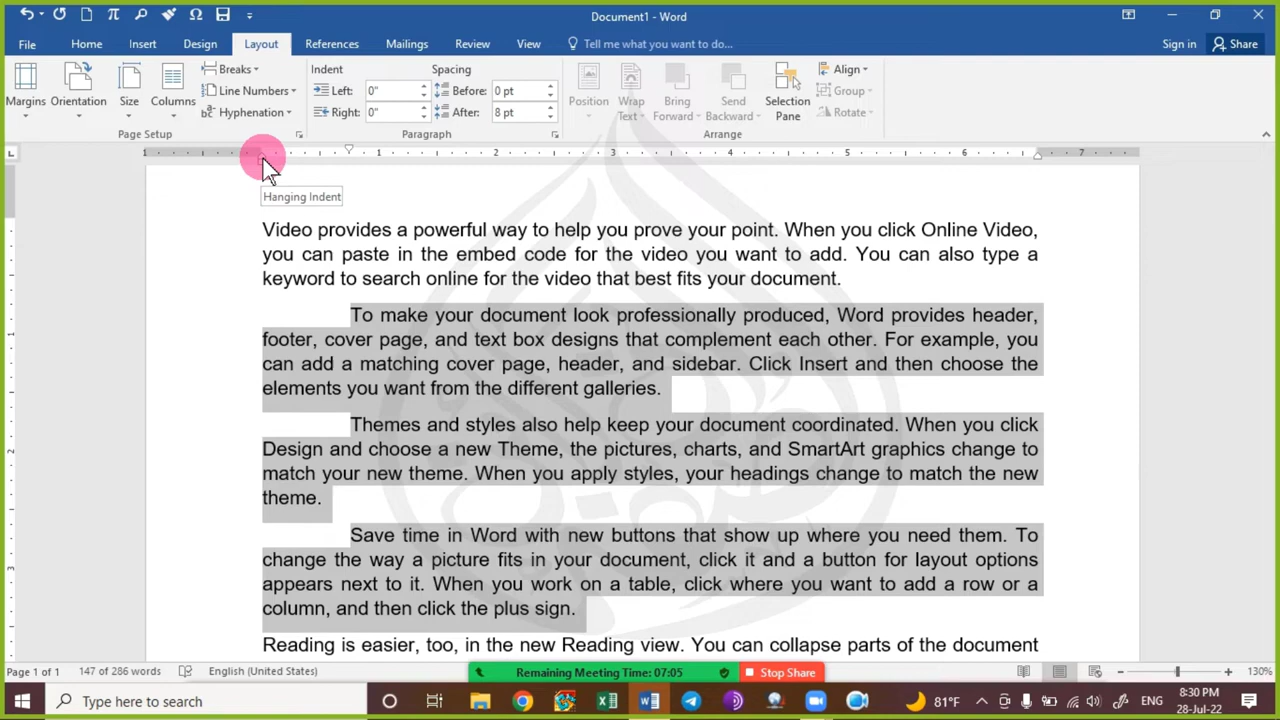 Document1 - Word
File Home Insert Design Layout References Mailings Review View Tell me what you want to do... Sign in Share
Margins Orientation Size Columns
Breaks
Line Numbers
Hyphenation
Page Setup
Indent Spacing
Left: 0" Before: 0 pt
Right: 0" After: 8 pt
Paragraph
Position Wrap Text Bring Forward Send Backward Selection Pane
Align
Group
Rotate
Arrange
1 1 2 3 4 5 6 7
Hanging Indent
Video provides a powerful way to help you prove your point. When you click Online Video,
you can paste in the embed code for the video you want to add. You can also type a
keyword to search online for the video that best fits your document.
To make your document look professionally produced, Word provides header,
footer, cover page, and text box designs that complement each other. For example, you
can add a matching cover page, header, and sidebar. Click Insert and then choose the
elements you want from the different galleries.
Themes and styles also help keep your document coordinated. When you click
Design and choose a new Theme, the pictures, charts, and SmartArt graphics change to
match your new theme. When you apply styles, your headings change to match the new
theme.
Save time in Word with new buttons that show up where you need them. To
change the way a picture fits in your document, click it and a button for layout options
appears next to it. When you work on a table, click where you want to add a row or a
column, and then click the plus sign.
Reading is easier, too, in the new Reading view. You can collapse parts of the document
1
2
3
Page 1 of 1 147 of 286 words English (United States) Remaining Meeting Time: 07:05 Stop Share 130%
Type here to search 81°F ENG 8:30 PM
28-Jul-22